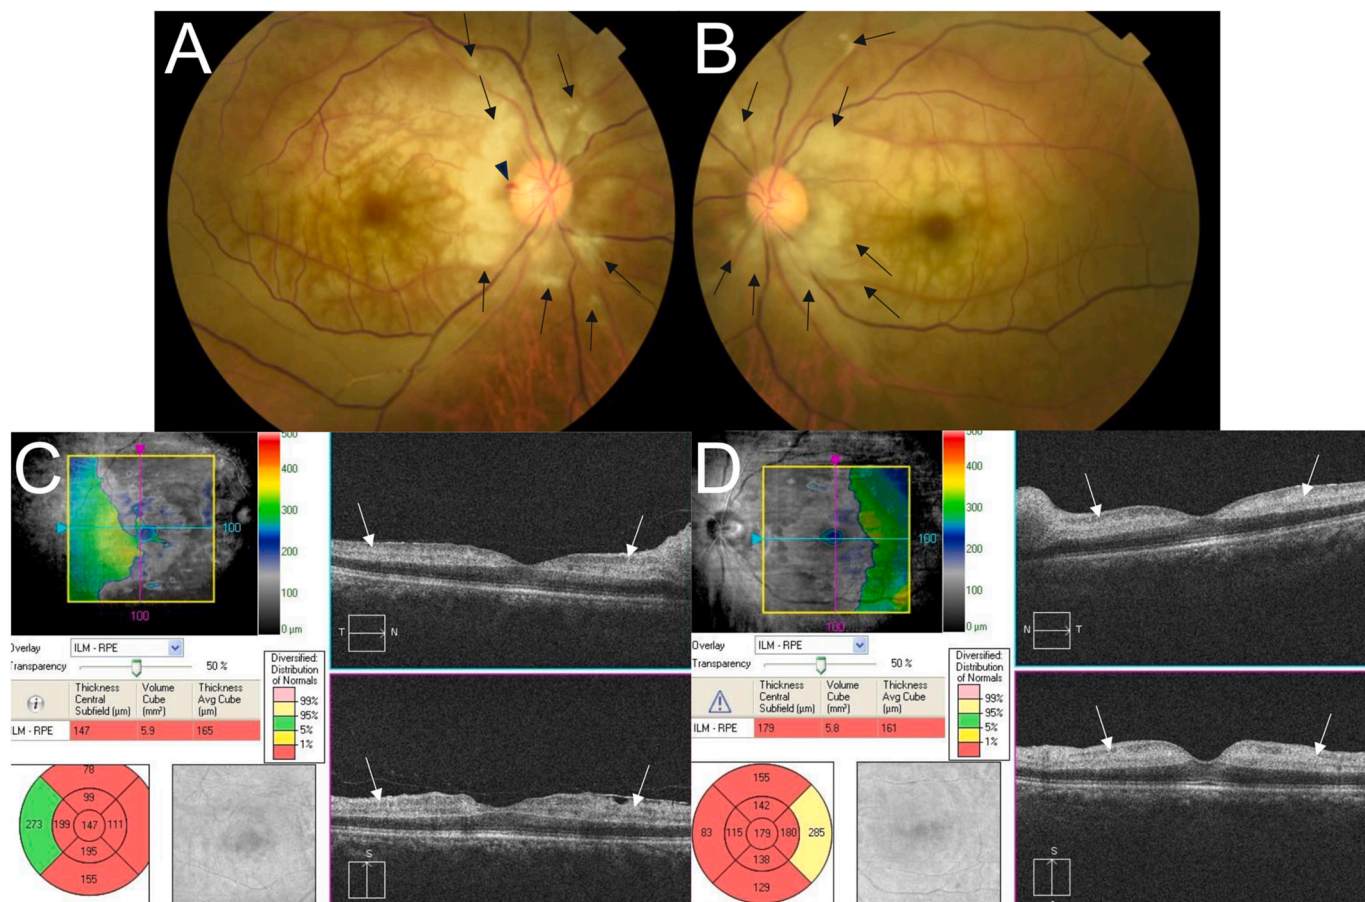 A
B
C
500
400
300
200
100
0 µm
100
100
T
N
Overlay
ILM - RPE
Transparency
50 %
Diversified:
Distribution
of Normals
99%
95%
5%
1%
Thickness
Central
Subfield (µm)
Volume
Cube
(mm³)
Thickness
Avg Cube
(µm)
ILM - RPE
147
5.9
165
78
99
273
199
147
111
195
155
S
D
500
400
300
200
100
0 µm
100
N
T
Overlay
ILM - RPE
Transparency
50 %
Diversified:
Distribution
of Normals
99%
95%
5%
1%
Thickness
Central
Subfield (µm)
Volume
Cube
(mm³)
Thickness
Avg Cube
(µm)
ILM - RPE
179
5.8
161
155
142
83
115
179
180
285
138
129
S